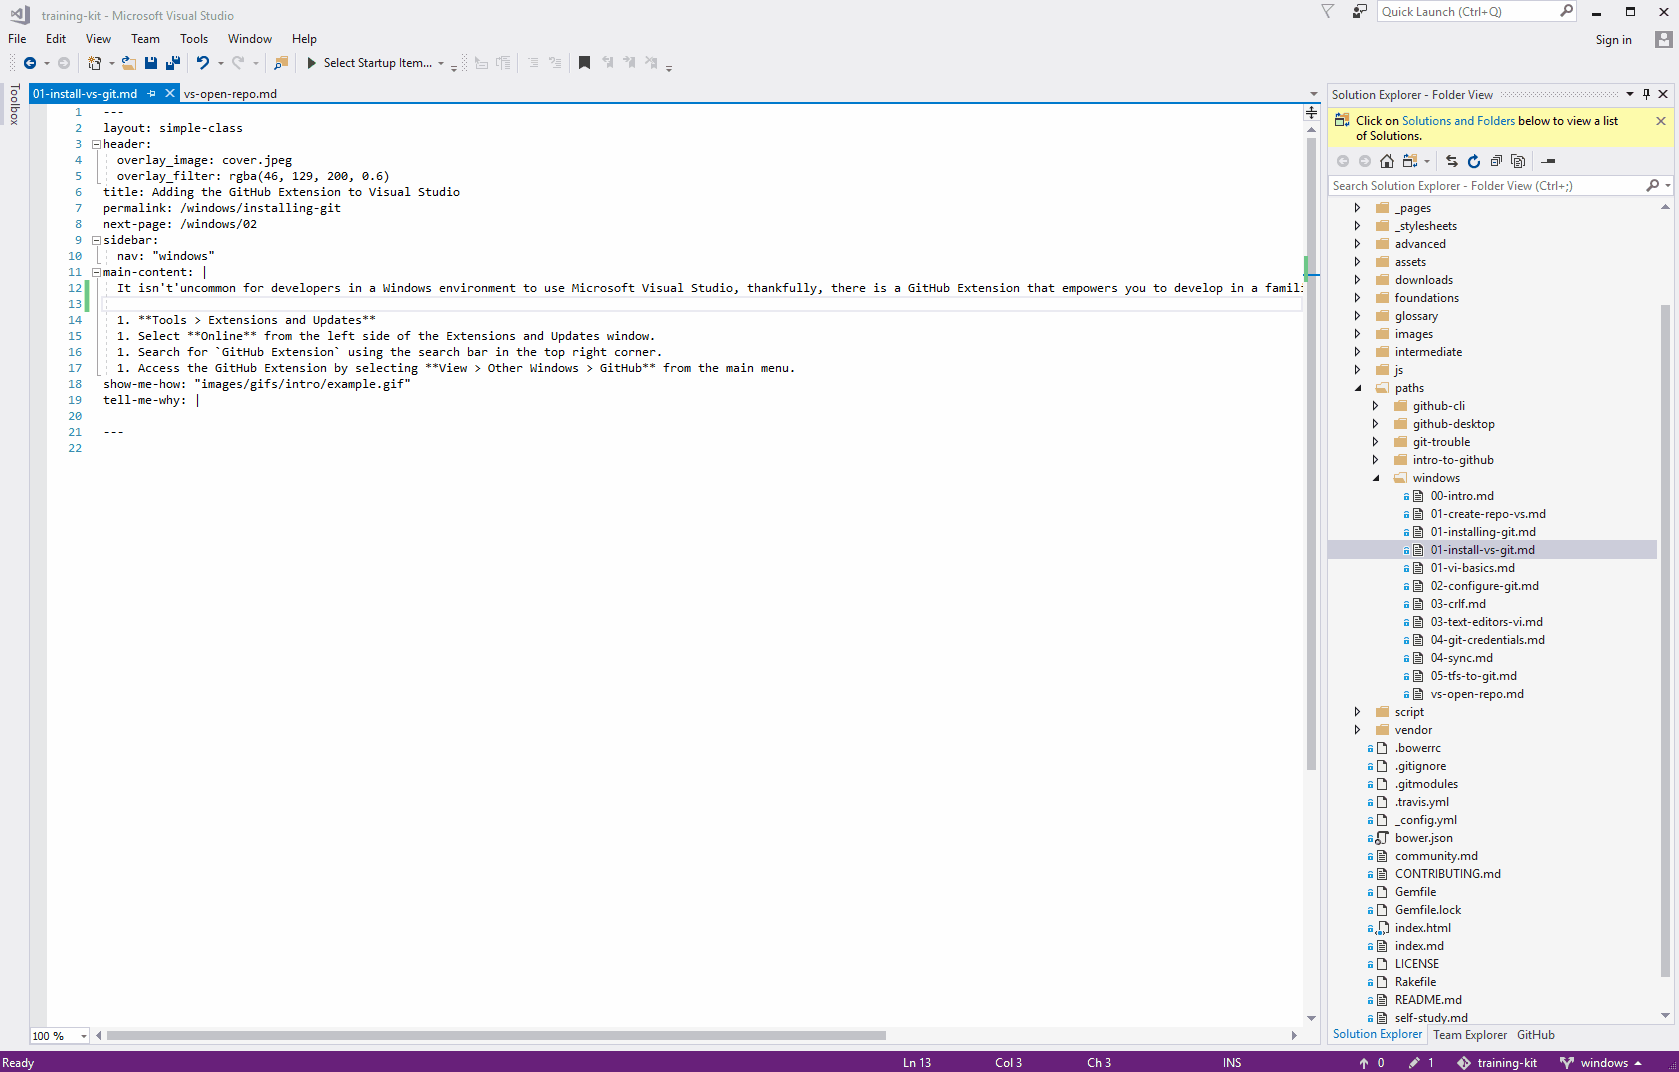 training-kit - Microsoft Visual Studio
Quick Launch (Ctrl+Q)
File Edit View Team Tools Window Help
Sign in
Select Startup Item...
Toolbox
01-install-vs-git.md
vs-open-repo.md
1 ---
2 layout: simple-class
3 header:
4 overlay_image: cover.jpeg
5 overlay_filter: rgba(46, 129, 200, 0.6)
6 title: Adding the GitHub Extension to Visual Studio
7 permalink: /windows/installing-git
8 next-page: /windows/02
9 sidebar:
10 nav: "windows"
11 main-content: |
12 It isn't'uncommon for developers in a Windows environment to use Microsoft Visual Studio, thankfully, there is a GitHub Extension that empowers you to develop in a famil
13
14 1. **Tools > Extensions and Updates**
15 1. Select **Online** from the left side of the Extensions and Updates window.
16 1. Search for `GitHub Extension` using the search bar in the top right corner.
17 1. Access the GitHub Extension by selecting **View > Other Windows > GitHub** from the main menu.
18 show-me-how: "images/gifs/intro/example.gif"
19 tell-me-why: |
20
21 ---
22
100 %
Solution Explorer - Folder View
Click on Solutions and Folders below to view a list
of Solutions.
Search Solution Explorer - Folder View (Ctrl+;)
_pages
_stylesheets
advanced
assets
downloads
foundations
glossary
images
intermediate
js
paths
github-cli
github-desktop
git-trouble
intro-to-github
windows
00-intro.md
01-create-repo-vs.md
01-installing-git.md
01-install-vs-git.md
01-vi-basics.md
02-configure-git.md
03-crlf.md
03-text-editors-vi.md
04-git-credentials.md
04-sync.md
05-tfs-to-git.md
vs-open-repo.md
script
vendor
.bowerrc
.gitignore
.gitmodules
.travis.yml
_config.yml
bower.json
community.md
CONTRIBUTING.md
Gemfile
Gemfile.lock
index.html
index.md
LICENSE
Rakefile
README.md
self-study.md
Solution Explorer Team Explorer GitHub
Ready Ln 13 Col 3 Ch 3 INS 0 1 training-kit windows